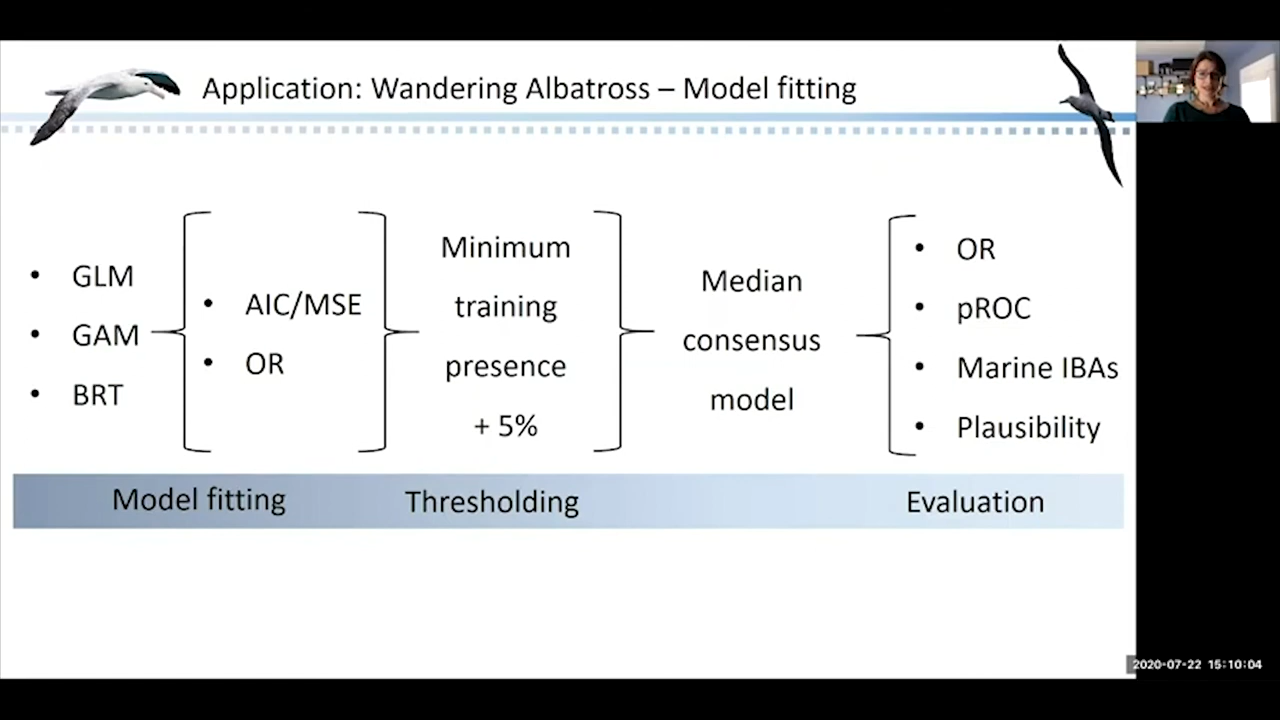 Application: Wandering Albatross – Model fitting
• GLM
• GAM
• BRT
• AIC/MSE
• OR
Minimum
training
presence
+ 5%
Median
consensus
model
• OR
• pROC
• Marine IBAs
• Plausibility
Model fitting
Thresholding
Evaluation
2020-07-22 15:10:04